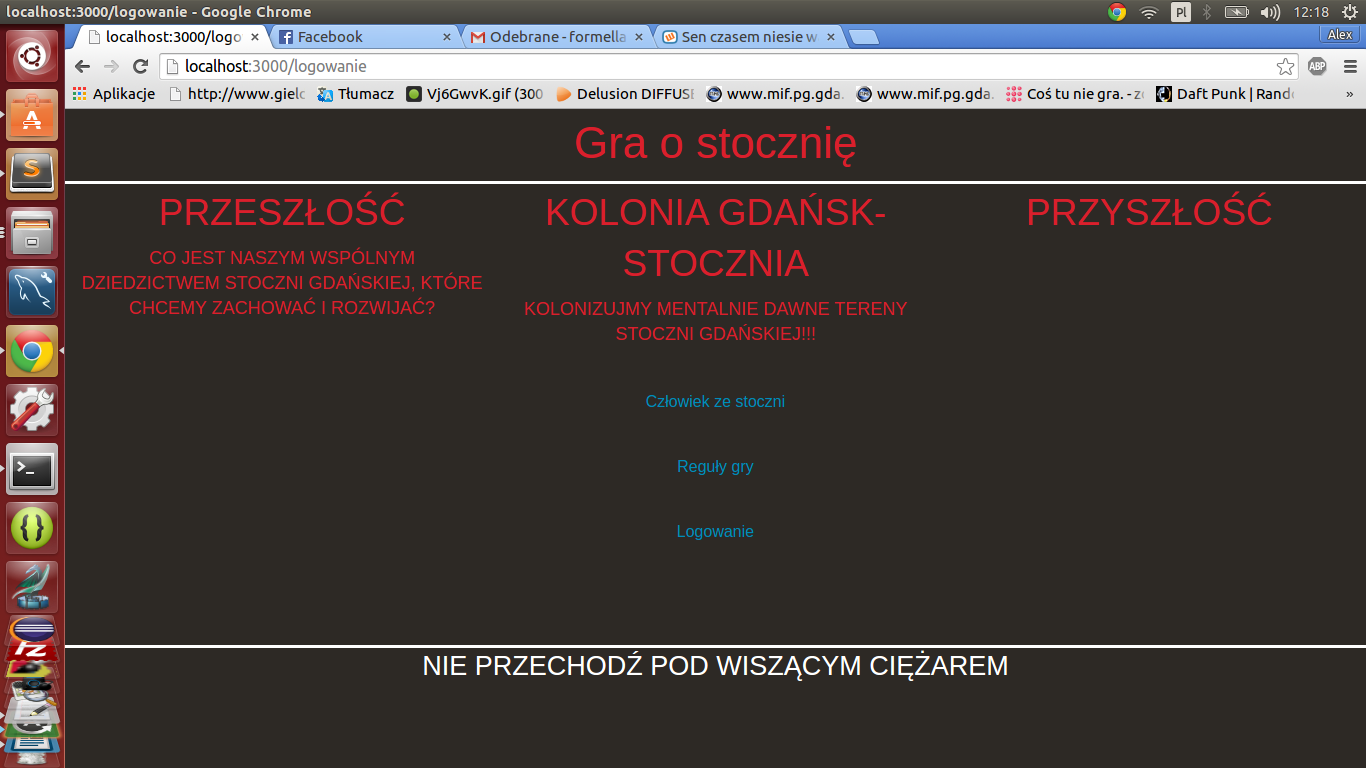 localhost:3000/logowanie - Google Chrome
Pl
12:18
localhost:3000/logo
Facebook
Odebrane - formella
Sen czasem niesie w
Alex
localhost:3000/logowanie
ABP
Aplikacje
http://www.gielc
Tłumacz
Vj6GwvK.gif (300
Delusion DIFFUSE
www.mif.pg.gda.
www.mif.pg.gda.
Coś tu nie gra. - zo
Daft Punk | Rand
»
Gra o stocznię
PRZESZŁOŚĆ
CO JEST NASZYM WSPÓLNYM
DZIEDZICTWEM STOCZNI GDAŃSKIEJ, KTÓRE
CHCEMY ZACHOWAĆ I ROZWIJAĆ?
KOLONIA GDAŃSK-
STOCZNIA
KOLONIZUJMY MENTALNIE DAWNE TERENY
STOCZNI GDAŃSKIEJ!!!
Człowiek ze stoczni
Reguły gry
Logowanie
PRZYSZŁOŚĆ
NIE PRZECHODŹ POD WISZĄCYM CIĘŻAREM